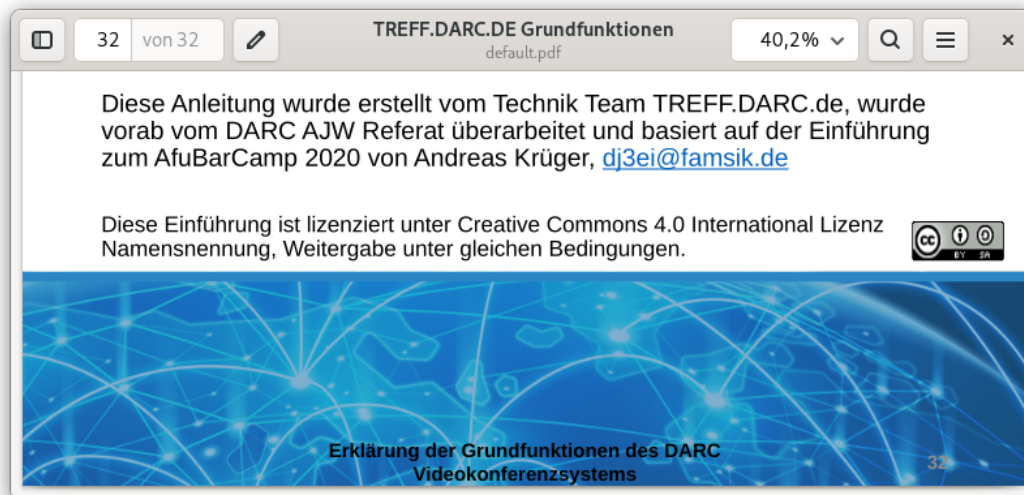 32 von 32
TREFF.DARC.DE Grundfunktionen
default.pdf
40,2%
Diese Anleitung wurde erstellt vom Technik Team TREFF.DARC.de, wurde
vorab vom DARC AJW Referat überarbeitet und basiert auf der Einführung
zum AfuBarCamp 2020 von Andreas Krüger, dj3ei@famsik.de
Diese Einführung ist lizenziert unter Creative Commons 4.0 International Lizenz
Namensnennung, Weitergabe unter gleichen Bedingungen.
cc
BY SA
Erklärung der Grundfunktionen des DARC
Videokonferenzsystems
32